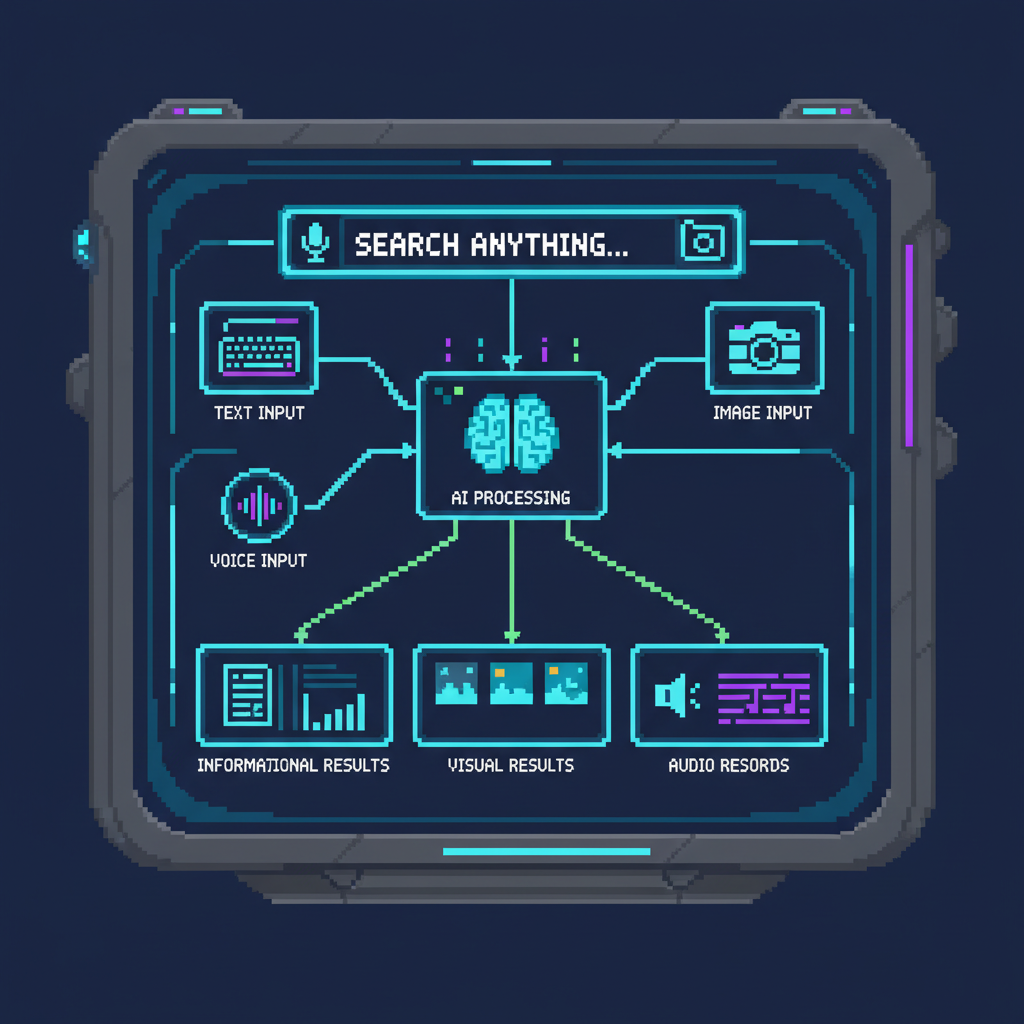 SEARCH ANYTHING...
TEXT INPUT
IMAGE INPUT
AI PROCESSING
VOICE INPUT
INFORMATIONAL RESULTS
VISUAL RESULTS
AUDIO RESORDS